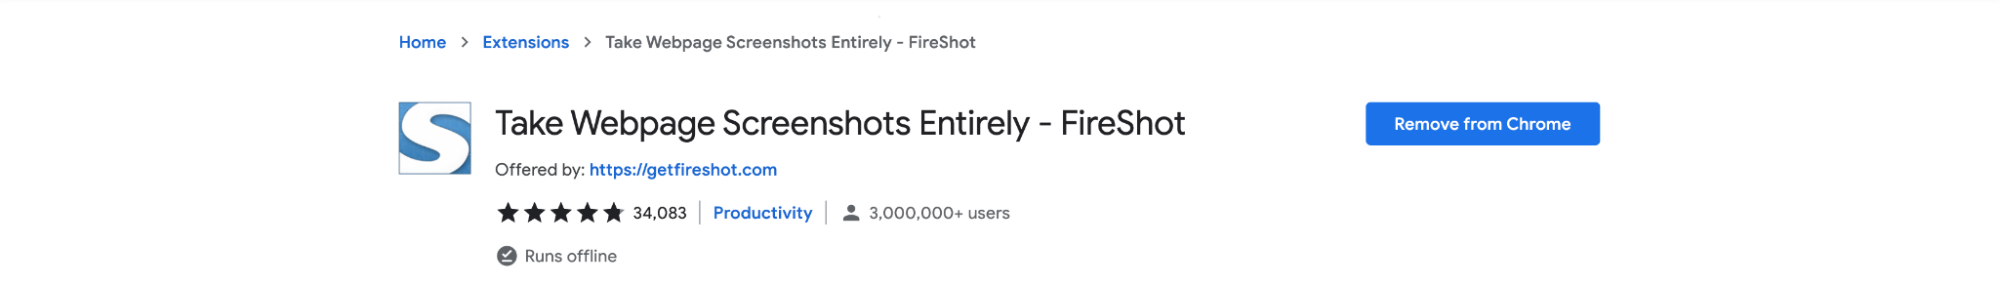 Home > Extensions > Take Webpage Screenshots Entirely - FireShot
Take Webpage Screenshots Entirely - FireShot
Remove from Chrome
Offered by: https://getfireshot.com
34,083 | Productivity | 3,000,000+ users
Runs offline